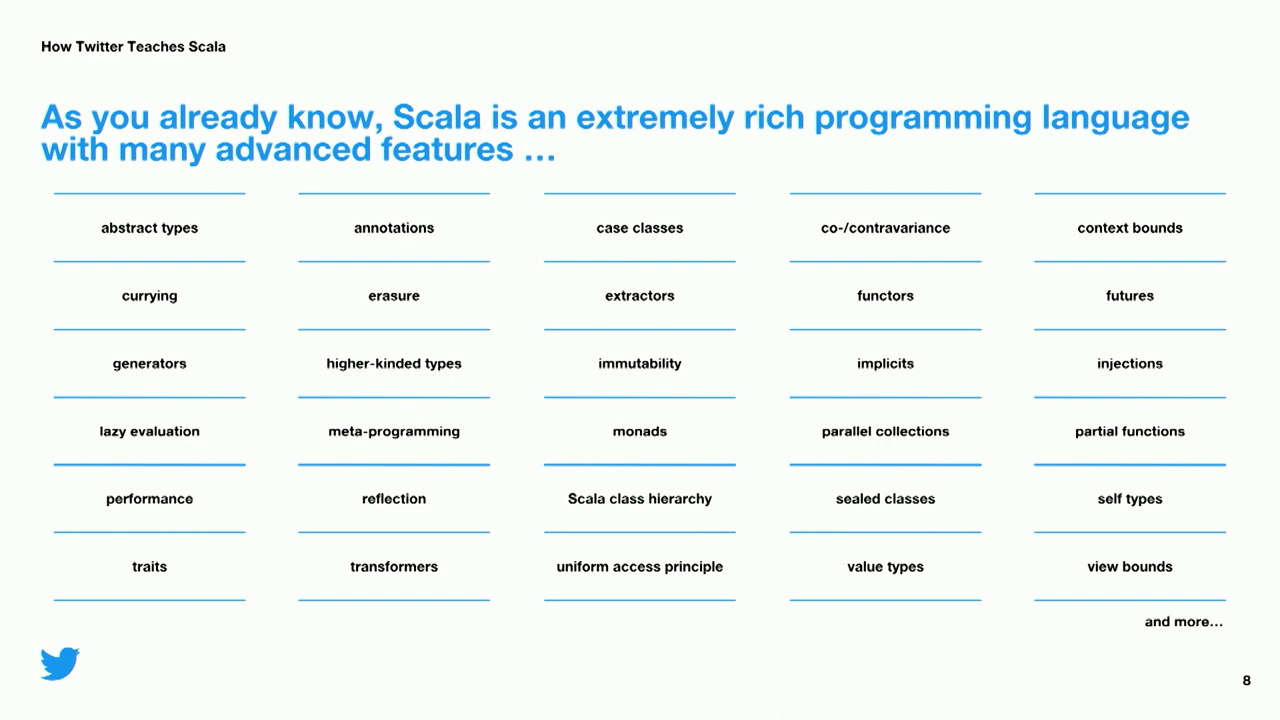 How Twitter Teaches Scala
As you already know, Scala is an extremely rich programming language
with many advanced features ...
abstract types
annotations
case classes
co-/contravariance
context bounds
currying
erasure
extractors
functors
futures
generators
higher-kinded types
immutability
implicits
injections
lazy evaluation
meta-programming
monads
parallel collections
partial functions
performance
reflection
Scala class hierarchy
sealed classes
self types
traits
transformers
uniform access principle
value types
view bounds
and more...
8